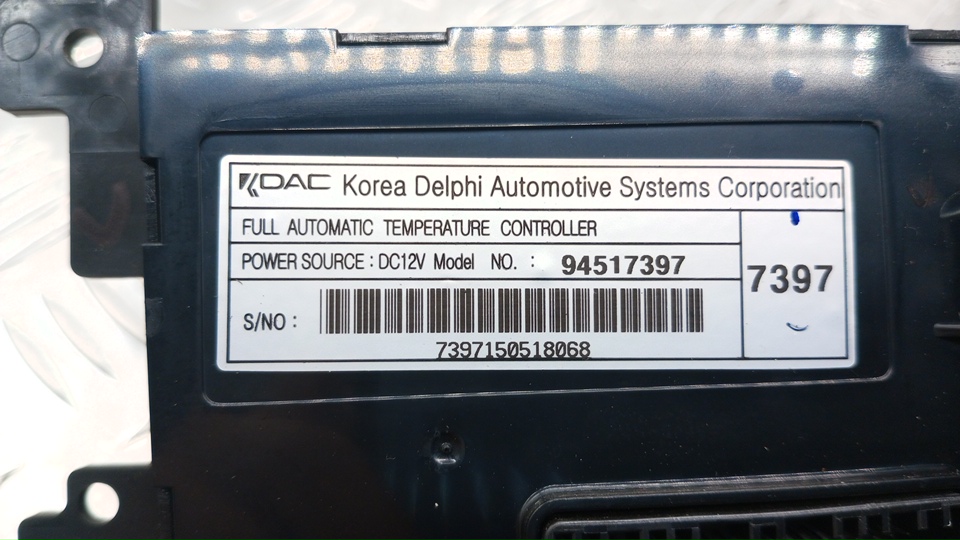 KDAC Korea Delphi Automotive Systems Corporation
FULL AUTOMATIC TEMPERATURE CONTROLLER
POWER SOURCE : DC12V Model NO. : 94517397
7397
S/NO :
7397150518068